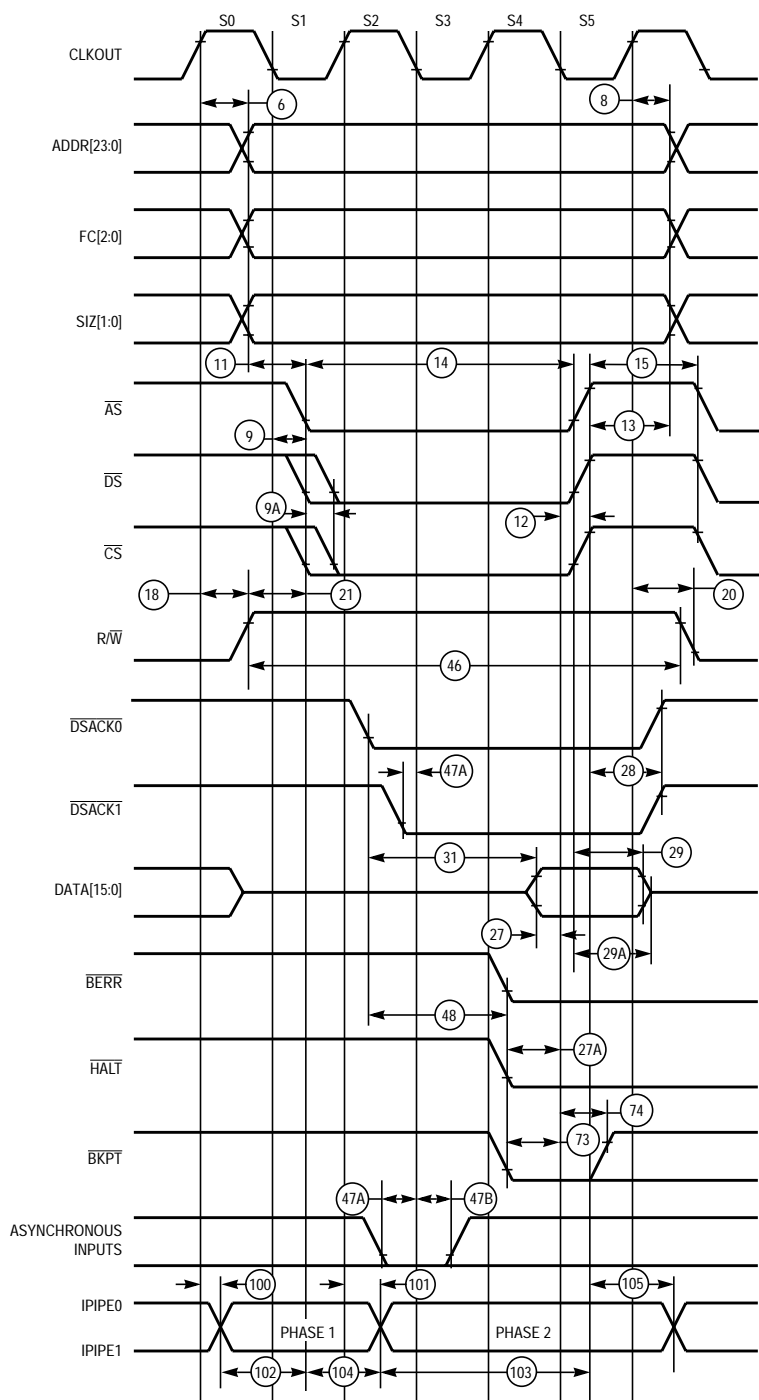 S0 S1 S2 S3 S4 S5
CLKOUT
6 8
ADDR[23:0]
FC[2:0]
SIZ[1:0]
11 14 15
AS
9 13
DS
9A 12
CS
18 21 20
R/W
46
DSACK0
47A 28
DSACK1
31 29
DATA[15:0]
27 29A
BERR
48
27A
HALT
74
73
BKPT
47A 47B
ASYNCHRONOUS
INPUTS
100 101 105
IPIPE0
PHASE 1 PHASE 2
IPIPE1
102 104 103